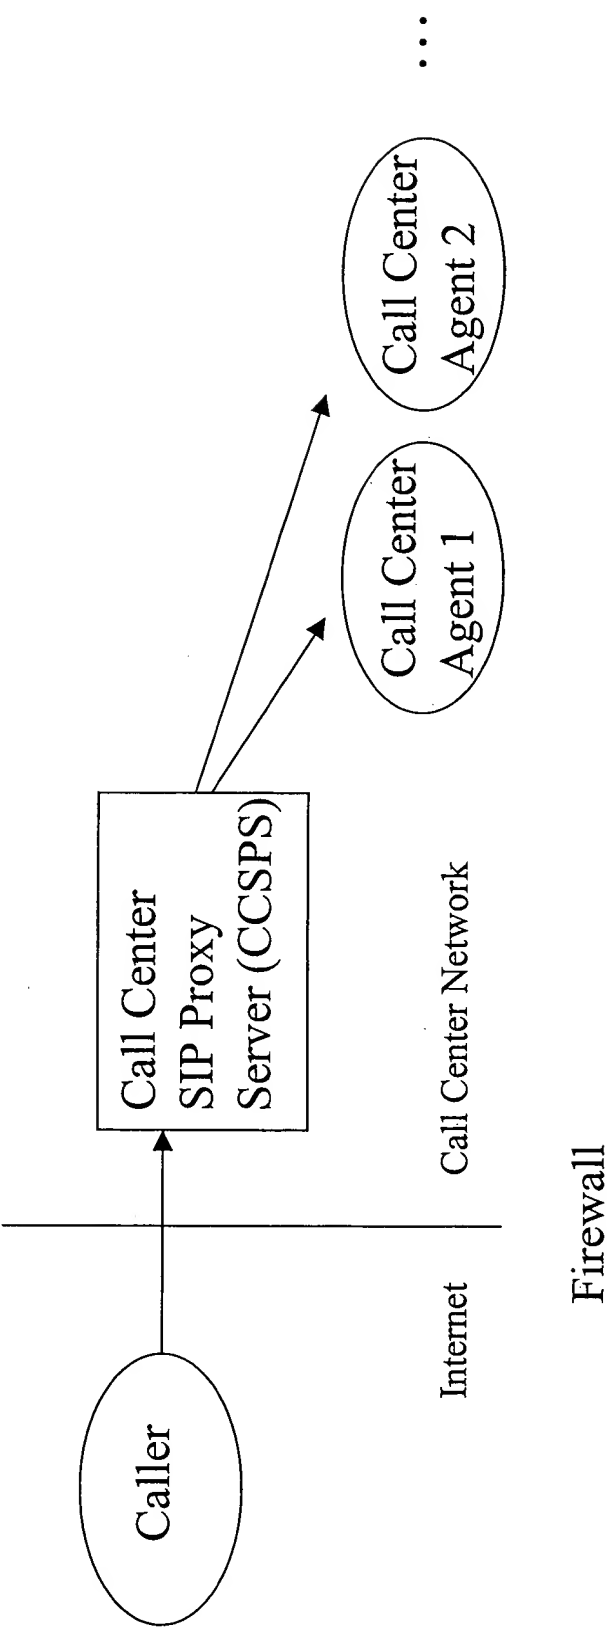 Caller
Call Center
SIP Proxy
Server (CCSPS)
Call Center
Agent 1
Call Center
Agent 2
...
Internet
Call Center Network
Firewall